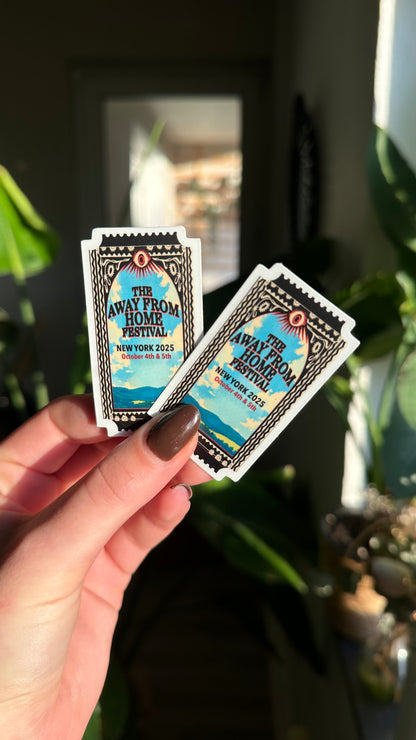 THE
AWAY FROM
HOME
FESTIVAL
NEW YORK 2025
October 4th & 5th
THE
AWAY FROM
HOME
FESTIVAL
NEW YORK 2025
October 4th & 5th